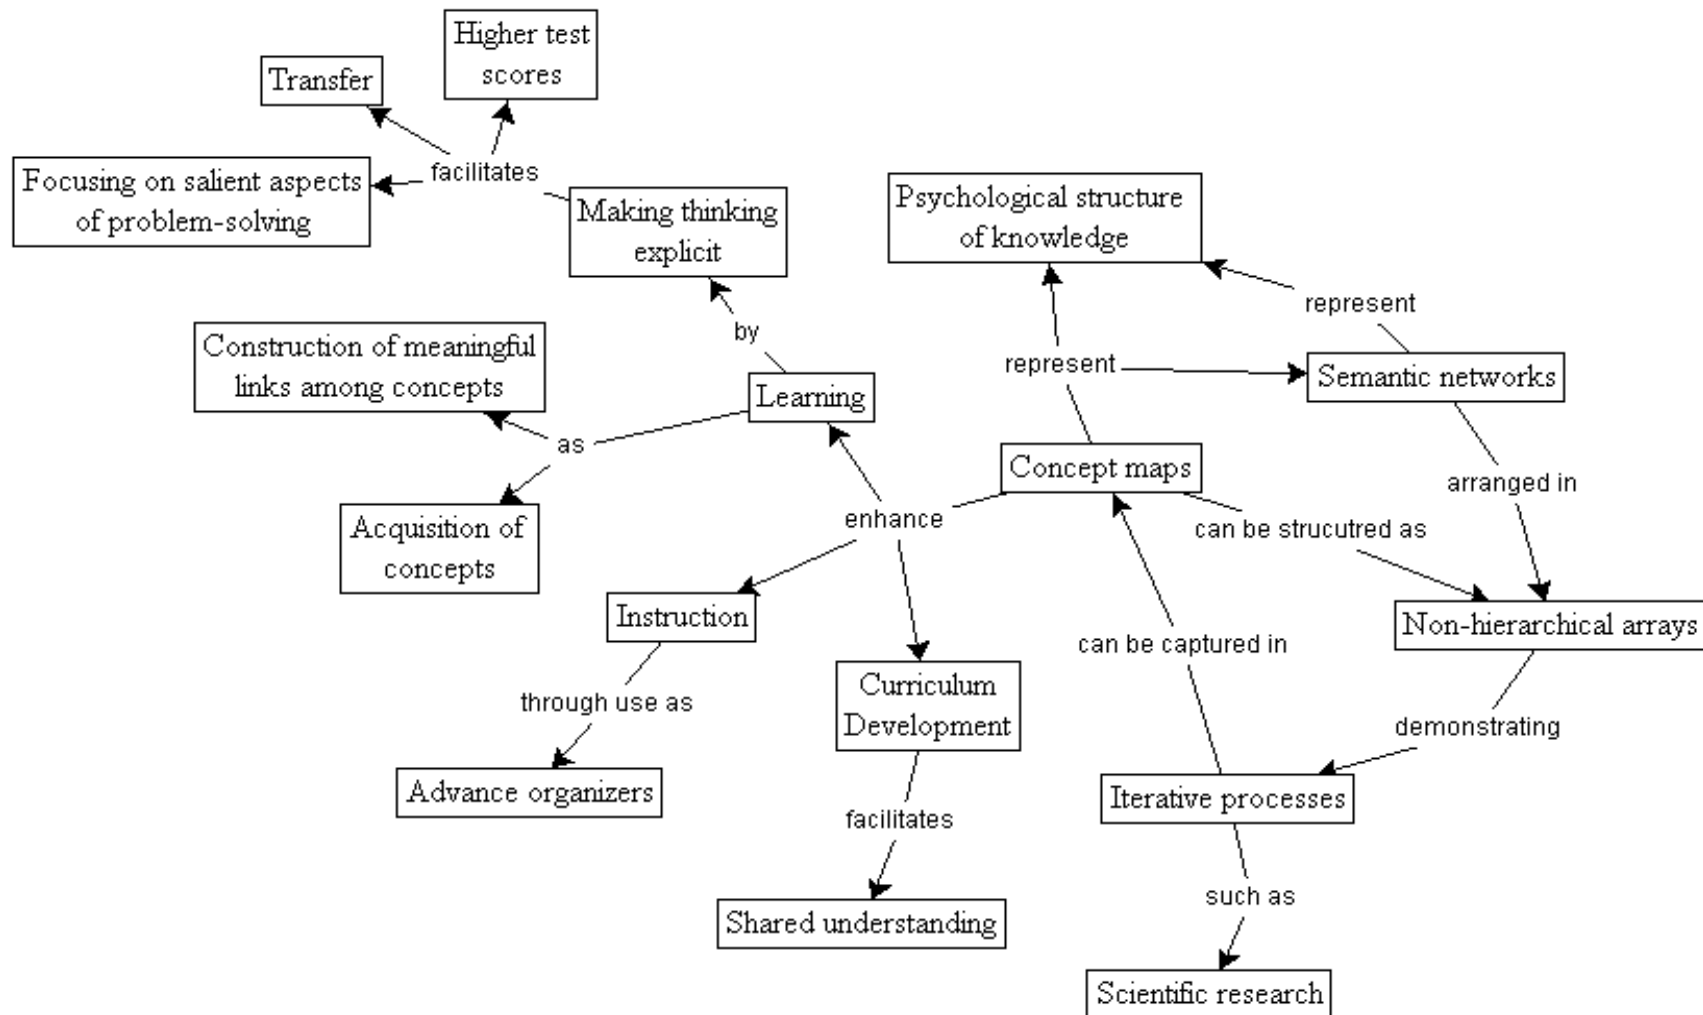 Higher test
scores
Transfer
facilitates
Focusing on salient aspects
of problem-solving
Making thinking
explicit
Psychological structure
of knowledge
represent
by
Construction of meaningful
links among concepts
represent
Semantic networks
Learning
as
Concept maps
arranged in
Acquisition of
concepts
enhance
can be strucutred as
Instruction
Non-hierarchical arrays
can be captured in
through use as
Curriculum
Development
demonstrating
Advance organizers
Iterative processes
facilitates
such as
Shared understanding
Scientific research